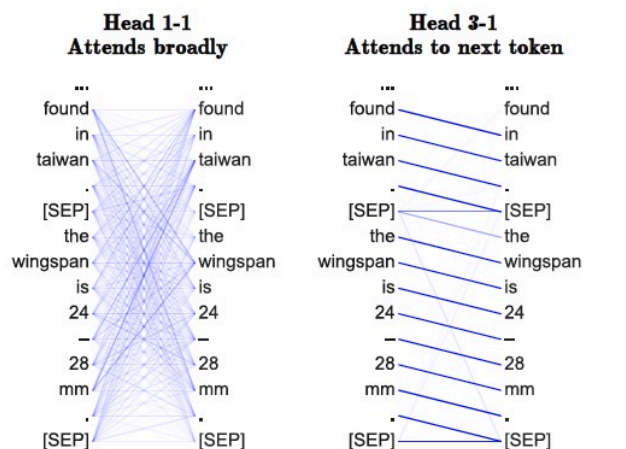 Head 1-1
Attends broadly
...
found found
in in
taiwan taiwan
. .
[SEP] [SEP]
the the
wingspan wingspan
is is
24 24
– –
28 28
mm mm
. .
[SEP] [SEP]
Head 3-1
Attends to next token
...
found found
in in
taiwan taiwan
. .
[SEP] [SEP]
the the
wingspan wingspan
is is
24 24
– –
28 28
mm mm
. .
[SEP] [SEP]